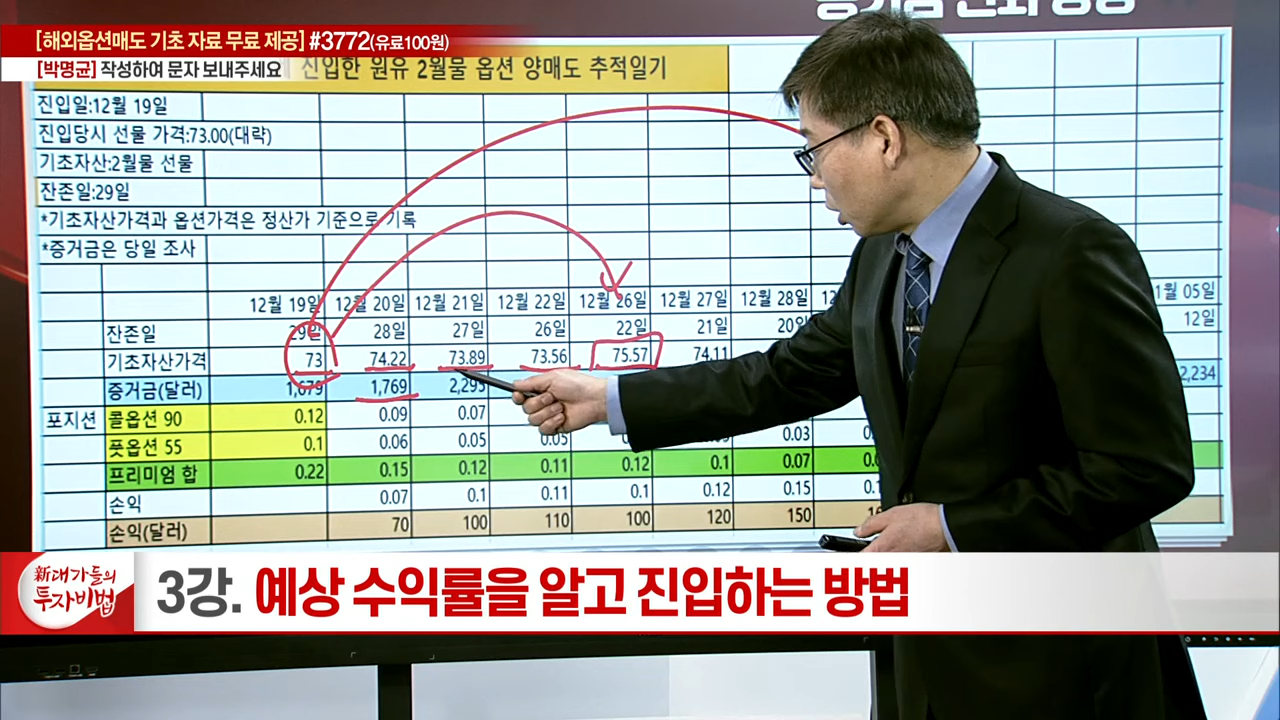 [해외옵션매도 기초 자료 무료 제공] #3772(유료100원)
[박명균] 작성하여 문자 보내주세요
진입한 원유 2월물 옵션 양매도 추적일기
진입일:12월 19일
진입당시 선물 가격:73.00(대략)
기초자산:2월물 선물
잔존일:29일
*기초자산가격과 옵션가격은 정산가 기준으로 기록
*증거금은 당일 조사
12월 19일 12월 20일 12월 21일 12월 22일 12월 26일 12월 27일 12월 28일 1월 05일
잔존일 29일 28일 27일 26일 22일 21일 20일 12일
기초자산가격 73 74.22 73.89 73.56 75.57 74.11
증거금(달러) 1,679 1,769 2,293 2,234
포지션 콜옵션 90 0.12 0.09 0.07
풋옵션 55 0.1 0.06 0.05 0.05 0.03
프리미엄 합 0.22 0.15 0.12 0.11 0.12 0.1 0.07
손익 0.07 0.1 0.11 0.1 0.12 0.15
손익(달러) 70 100 110 100 120 150
新대가들의
투자비법
3강. 예상 수익률을 알고 진입하는 방법